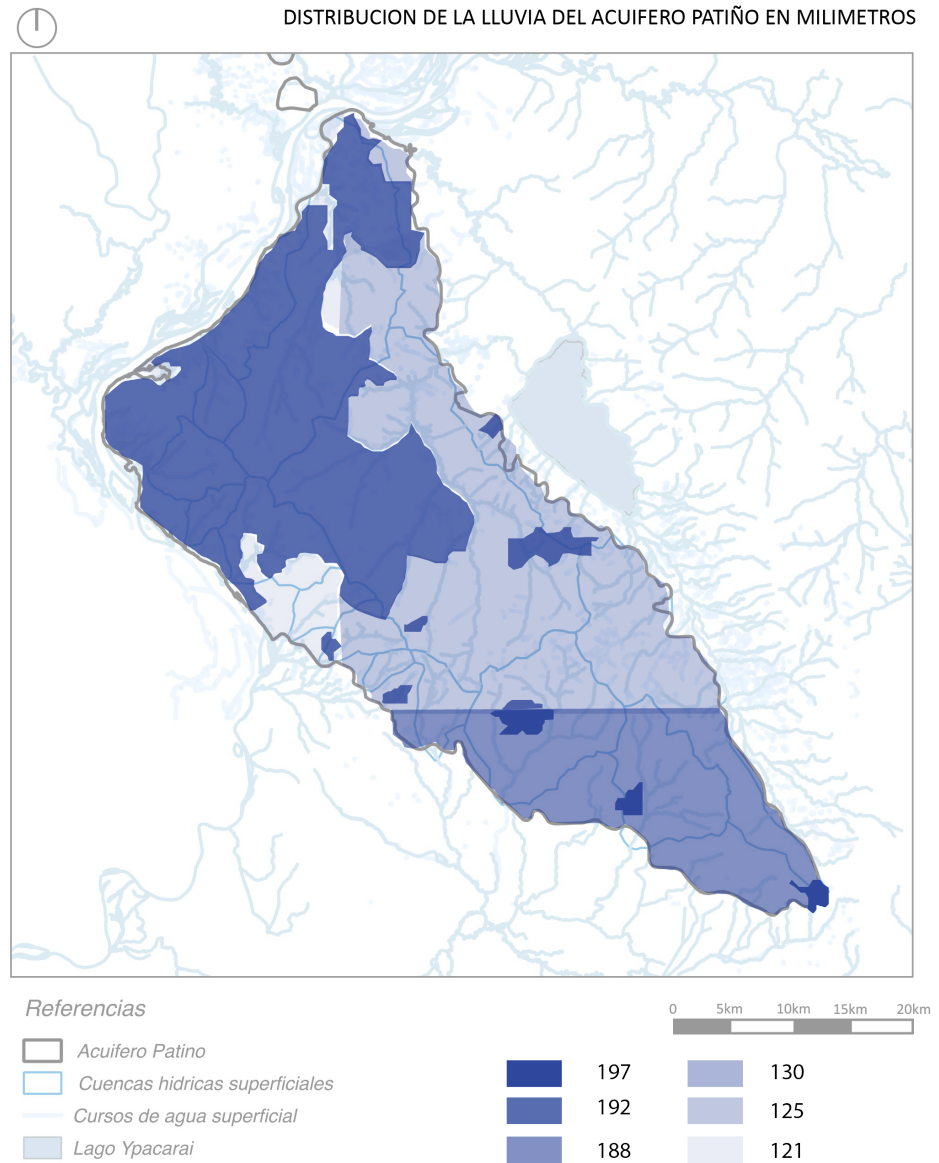 DISTRIBUCION DE LA LLUVIA DEL ACUIFERO PATIÑO EN MILIMETROS
Referencias
0 5km 10km 15km 20km
Acuifero Patino
Cuencas hidricas superficiales
Cursos de agua superficial
Lago Ypacarai
197 130
192 125
188 121